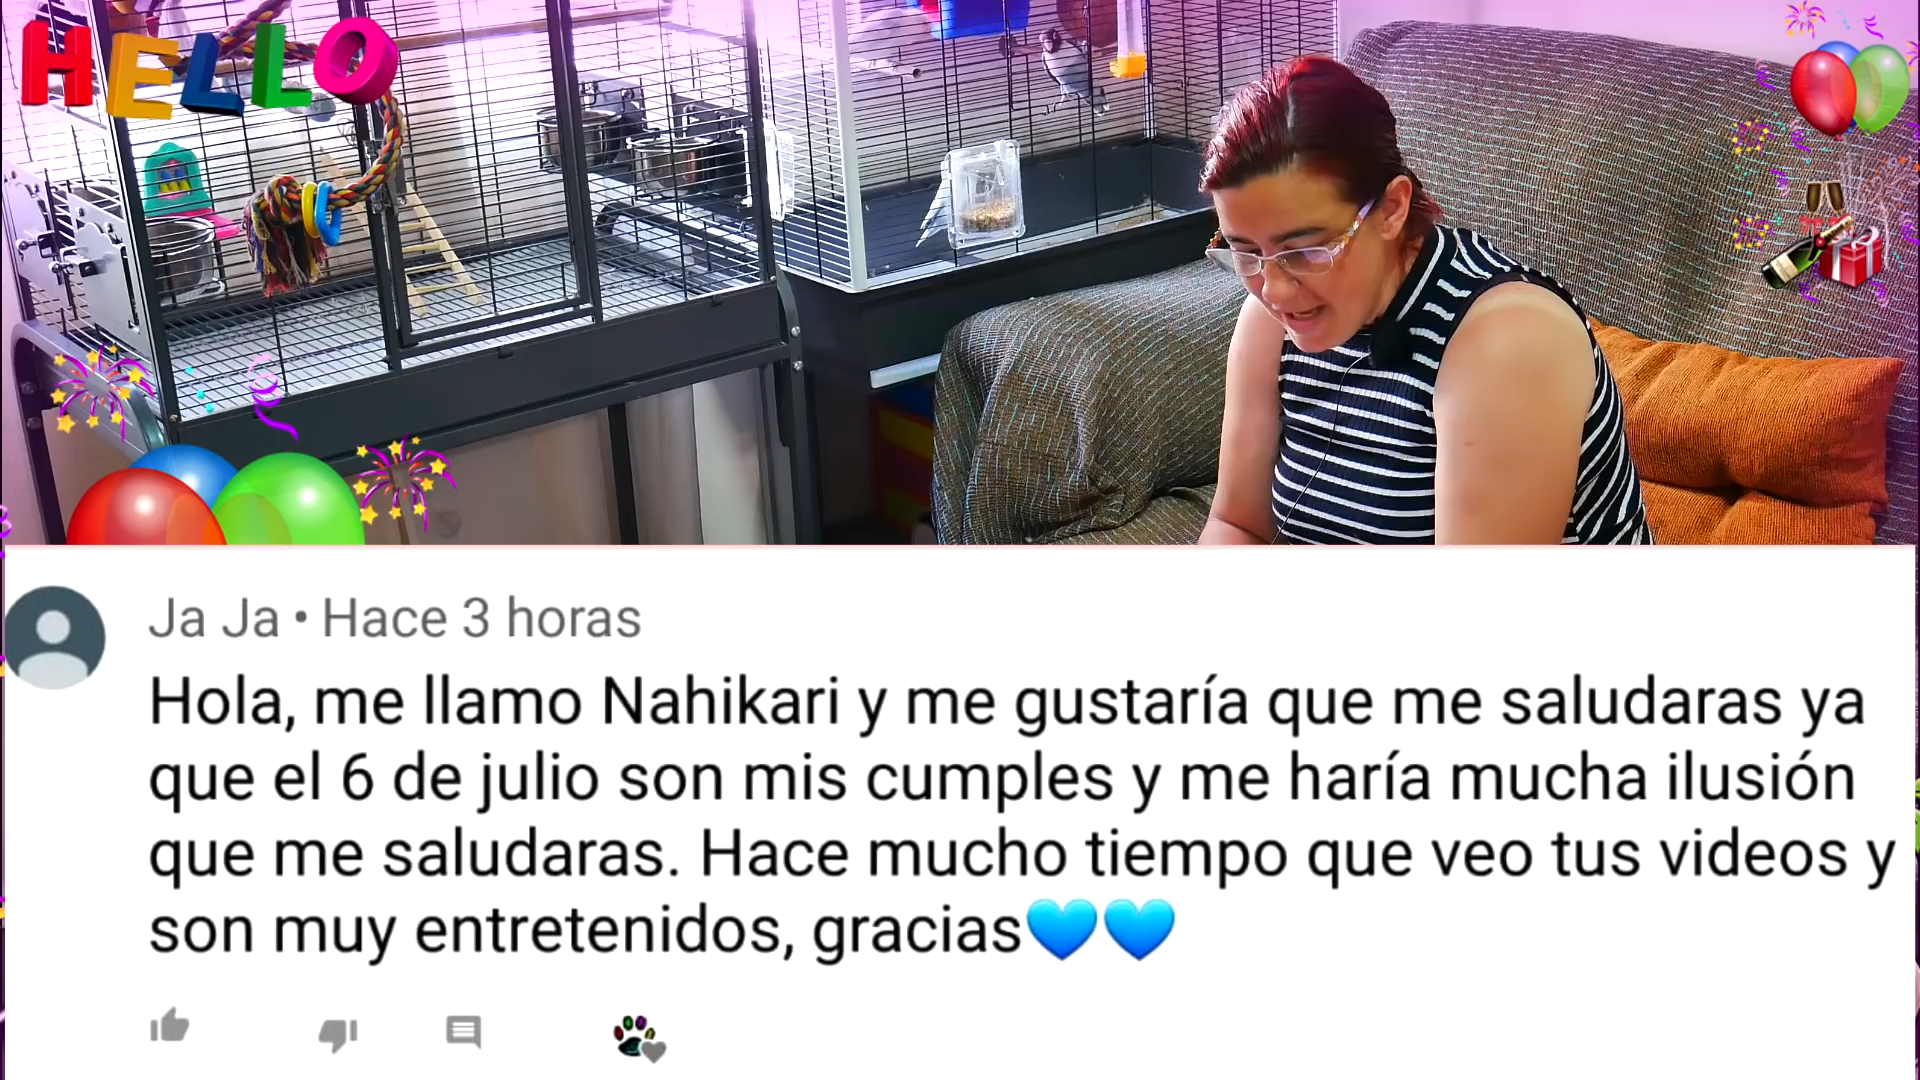 HELLO
Ja Ja • Hace 3 horas
Hola, me llamo Nahikari y me gustaría que me saludaras ya
que el 6 de julio son mis cumples y me haría mucha ilusión
que me saludaras. Hace mucho tiempo que veo tus videos y
son muy entretenidos, gracias💙💙